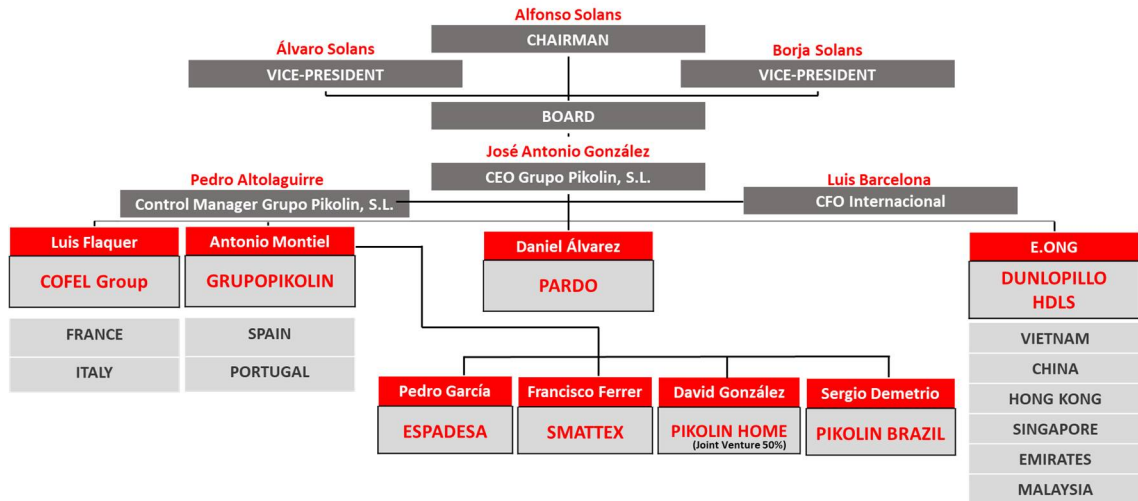 Alfonso Solans
CHAIRMAN
Álvaro Solans
VICE-PRESIDENT
Borja Solans
VICE-PRESIDENT
BOARD
José Antonio González
CEO Grupo Pikolin, S.L.
Pedro Altolaguirre
Control Manager Grupo Pikolin, S.L.
Luis Barcelona
CFO Internacional
Luis Flaquer
COFEL Group
FRANCE
ITALY
Antonio Montiel
GRUPOPIKOLIN
SPAIN
PORTUGAL
Daniel Álvarez
PARDO
E.ONG
DUNLOPILLO
HDLS
VIETNAM
CHINA
HONG KONG
SINGAPORE
EMIRATES
MALAYSIA
Pedro García
ESPADESA
Francisco Ferrer
SMATTEX
David González
PIKOLIN HOME
(Joint Venture 50%)
Sergio Demetrio
PIKOLIN BRAZIL